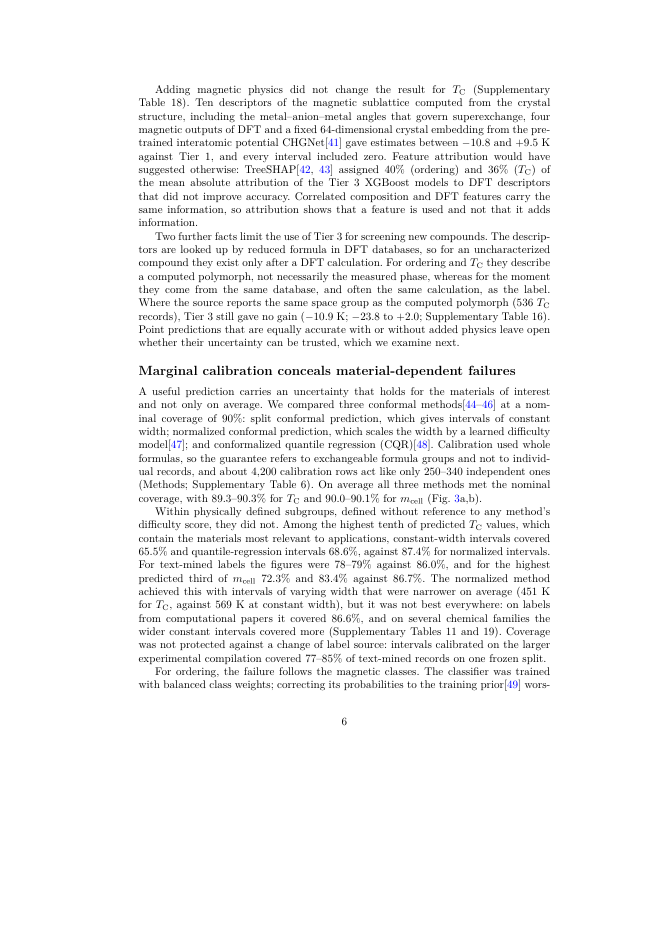 Adding magnetic physics did not change the result for TC (Supplementary
Table 18). Ten descriptors of the magnetic sublattice computed from the crystal
structure, including the metal–anion–metal angles that govern superexchange, four
magnetic outputs of DFT and a fixed 64-dimensional crystal embedding from the pre-
trained interatomic potential CHGNet[41] gave estimates between −10.8 and +9.5 K
against Tier 1, and every interval included zero. Feature attribution would have
suggested otherwise: TreeSHAP[42, 43] assigned 40% (ordering) and 36% (TC) of
the mean absolute attribution of the Tier 3 XGBoost models to DFT descriptors
that did not improve accuracy. Correlated composition and DFT features carry the
same information, so attribution shows that a feature is used and not that it adds
information.
Two further facts limit the use of Tier 3 for screening new compounds. The descrip-
tors are looked up by reduced formula in DFT databases, so for an uncharacterized
compound they exist only after a DFT calculation. For ordering and TC they describe
a computed polymorph, not necessarily the measured phase, whereas for the moment
they come from the same database, and often the same calculation, as the label.
Where the source reports the same space group as the computed polymorph (536 TC
records), Tier 3 still gave no gain (−10.9 K; −23.8 to +2.0; Supplementary Table 16).
Point predictions that are equally accurate with or without added physics leave open
whether their uncertainty can be trusted, which we examine next.
Marginal calibration conceals material-dependent failures
A useful prediction carries an uncertainty that holds for the materials of interest
and not only on average. We compared three conformal methods[44–46] at a nom-
inal coverage of 90%: split conformal prediction, which gives intervals of constant
width; normalized conformal prediction, which scales the width by a learned difficulty
model[47]; and conformalized quantile regression (CQR)[48]. Calibration used whole
formulas, so the guarantee refers to exchangeable formula groups and not to individ-
ual records, and about 4,200 calibration rows act like only 250–340 independent ones
(Methods; Supplementary Table 6). On average all three methods met the nominal
coverage, with 89.3–90.3% for TC and 90.0–90.1% for mcell (Fig. 3a,b).
Within physically defined subgroups, defined without reference to any method's
difficulty score, they did not. Among the highest tenth of predicted TC values, which
contain the materials most relevant to applications, constant-width intervals covered
65.5% and quantile-regression intervals 68.6%, against 87.4% for normalized intervals.
For text-mined labels the figures were 78–79% against 86.0%, and for the highest
predicted third of mcell 72.3% and 83.4% against 86.7%. The normalized method
achieved this with intervals of varying width that were narrower on average (451 K
for TC, against 569 K at constant width), but it was not best everywhere: on labels
from computational papers it covered 86.6%, and on several chemical families the
wider constant intervals covered more (Supplementary Tables 11 and 19). Coverage
was not protected against a change of label source: intervals calibrated on the larger
experimental compilation covered 77–85% of text-mined records on one frozen split.
For ordering, the failure follows the magnetic classes. The classifier was trained
with balanced class weights; correcting its probabilities to the training prior[49] wors-
6